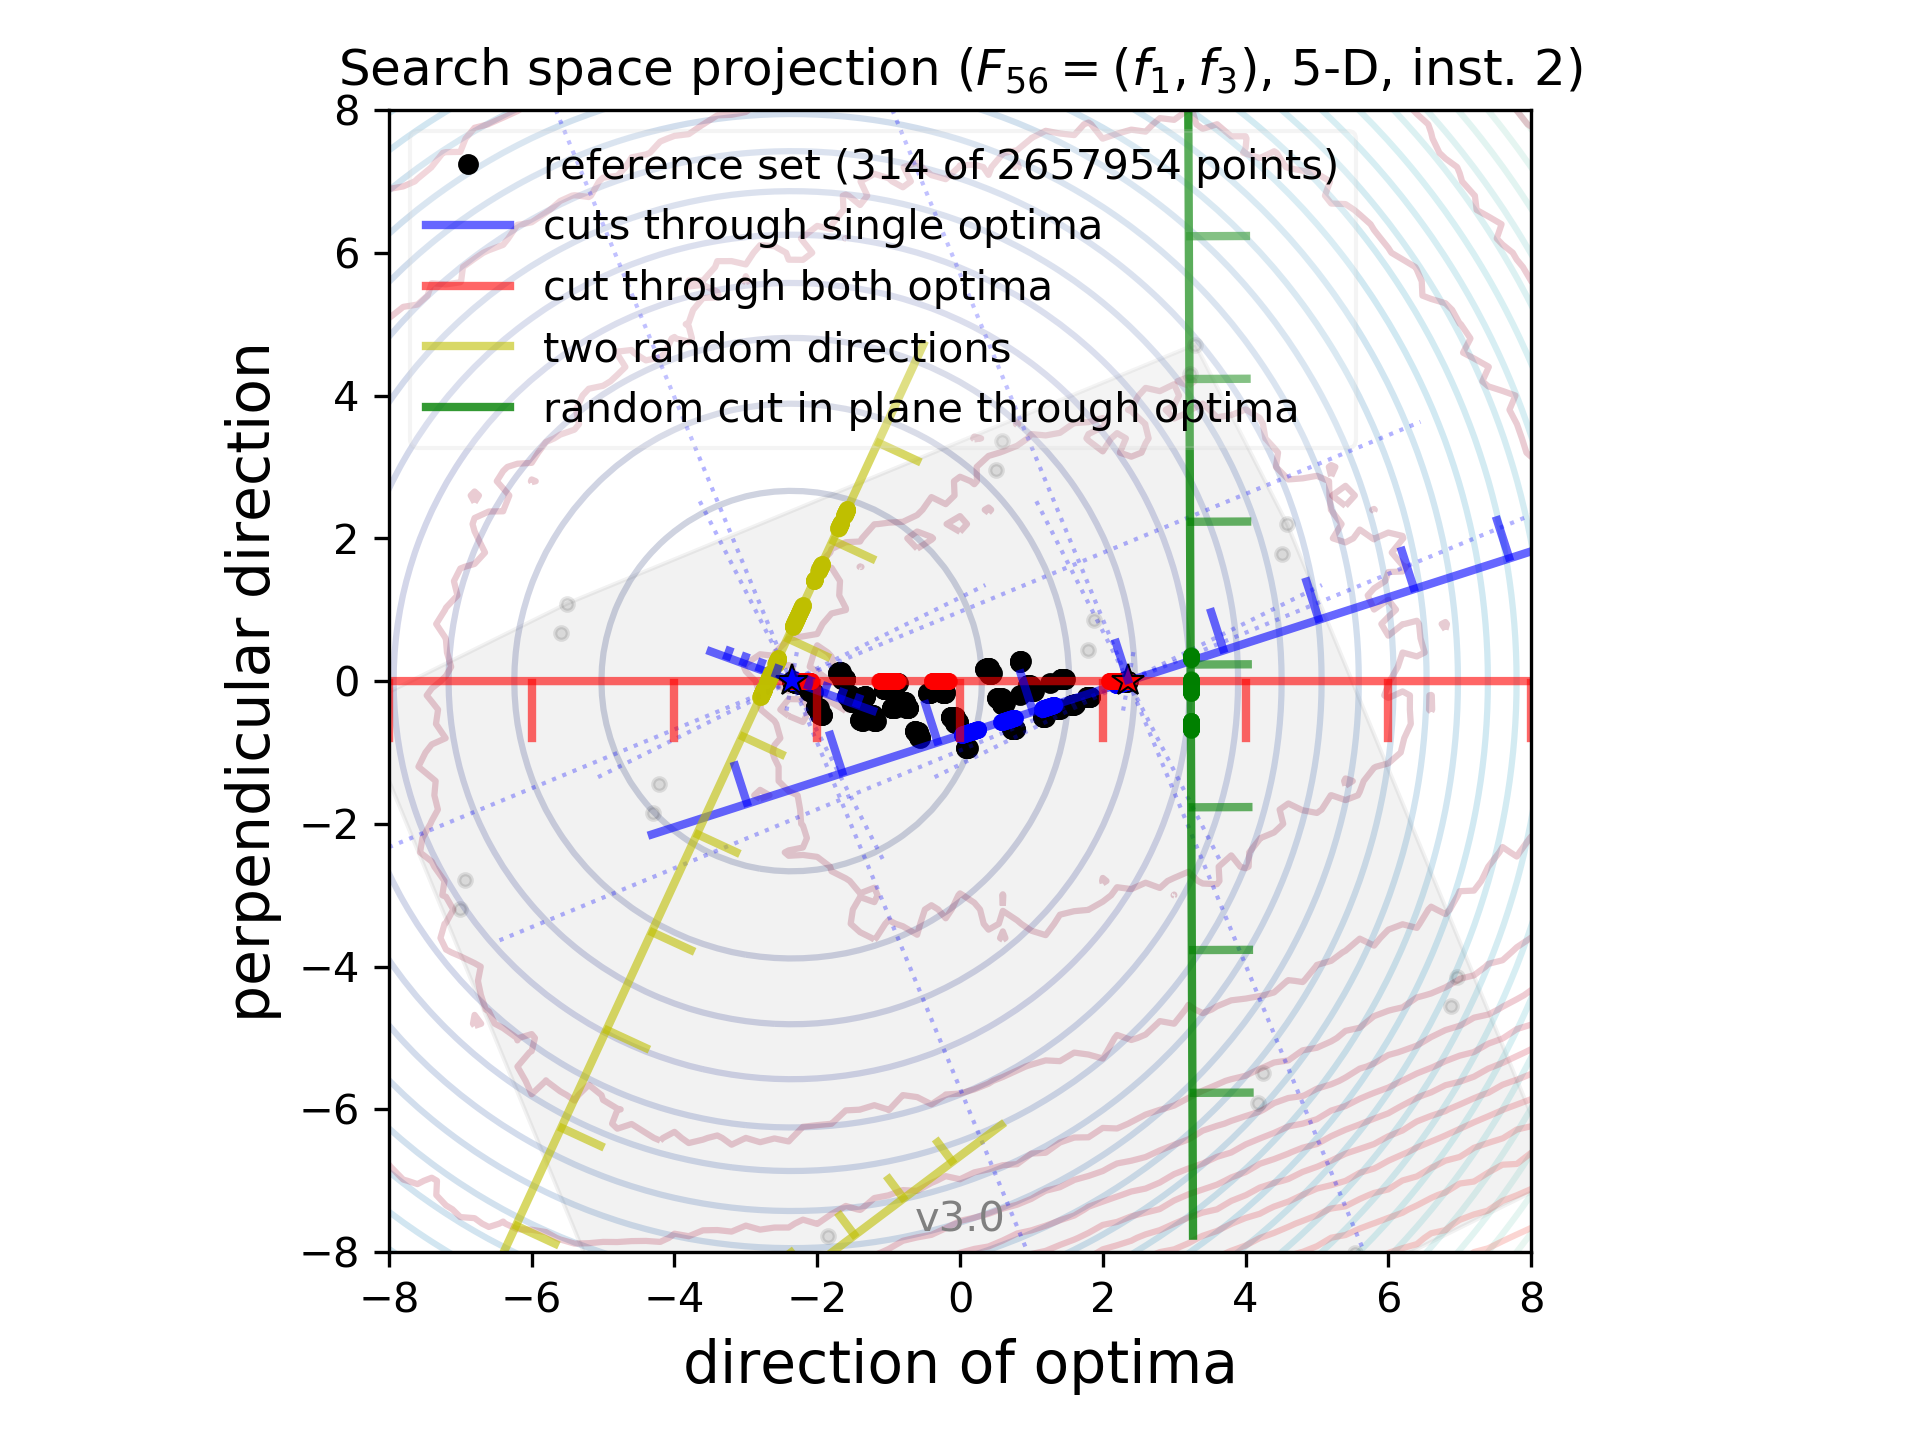 Search space projection (F56 = (f1, f3), 5-D, inst. 2)
reference set (314 of 2657954 points)
cuts through single optima
cut through both optima
two random directions
random cut in plane through optima
perpendicular direction
8
6
4
2
0
−2
−4
−6
−8
v3.0
−8 −6 −4 −2 0 2 4 6 8
direction of optima